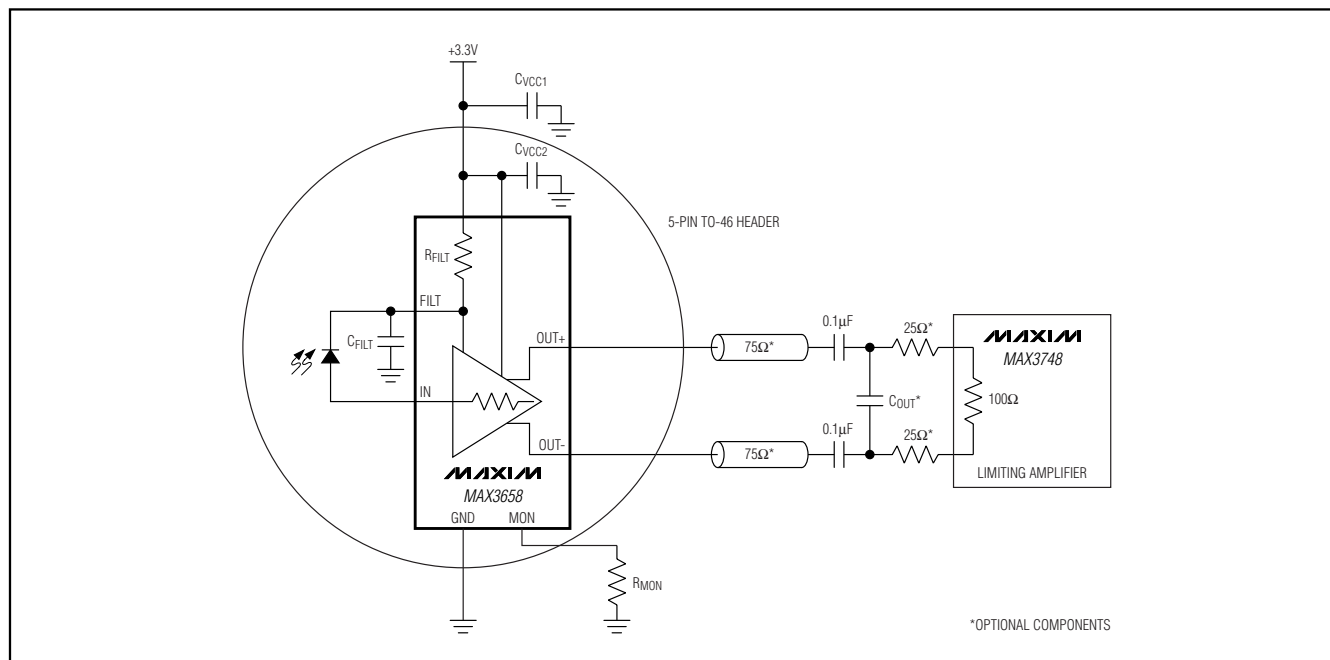 +3.3V
CVCC1
CVCC2
5-PIN TO-46 HEADER
RFILT
FILT
CFILT
IN
OUT+
OUT-
MAXIM
MAX3658
GND
MON
RMON
75Ω*
0.1µF
25Ω*
COUT*
75Ω*
0.1µF
25Ω*
MAXIM
MAX3748
100Ω
LIMITING AMPLIFIER
*OPTIONAL COMPONENTS